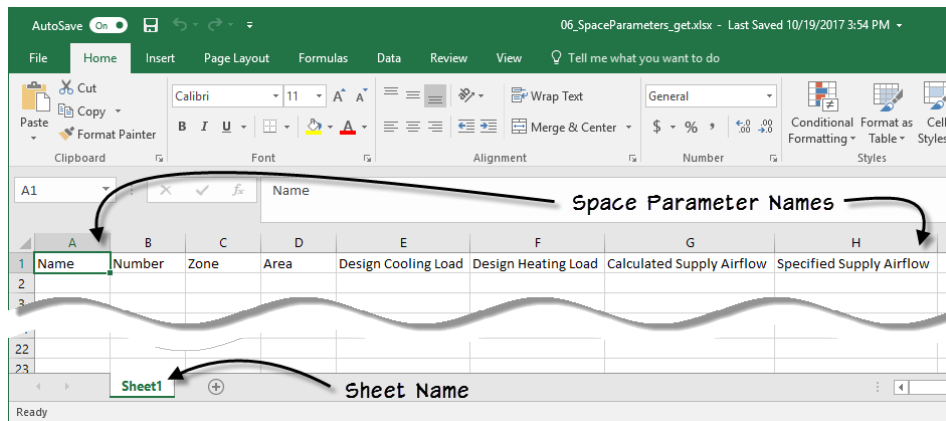 AutoSave On 06_SpaceParameters_get.xlsx - Last Saved 10/19/2017 3:54 PM
File Home Insert Page Layout Formulas Data Review View Tell me what you want to do
Cut
Copy
Format Painter
Paste
Clipboard
Calibri 11 A A
B I U A
Font
Wrap Text
Merge & Center
Alignment
General
$ % , .00 .00
Number
Conditional Formatting
Format as Table
Cell Styles
Styles
A1 fx Name
Space Parameter Names
A B C D E F G H
1 Name Number Zone Area Design Cooling Load Design Heating Load Calculated Supply Airflow Specified Supply Airflow
2
3
22
23
Sheet1
Sheet Name
Ready